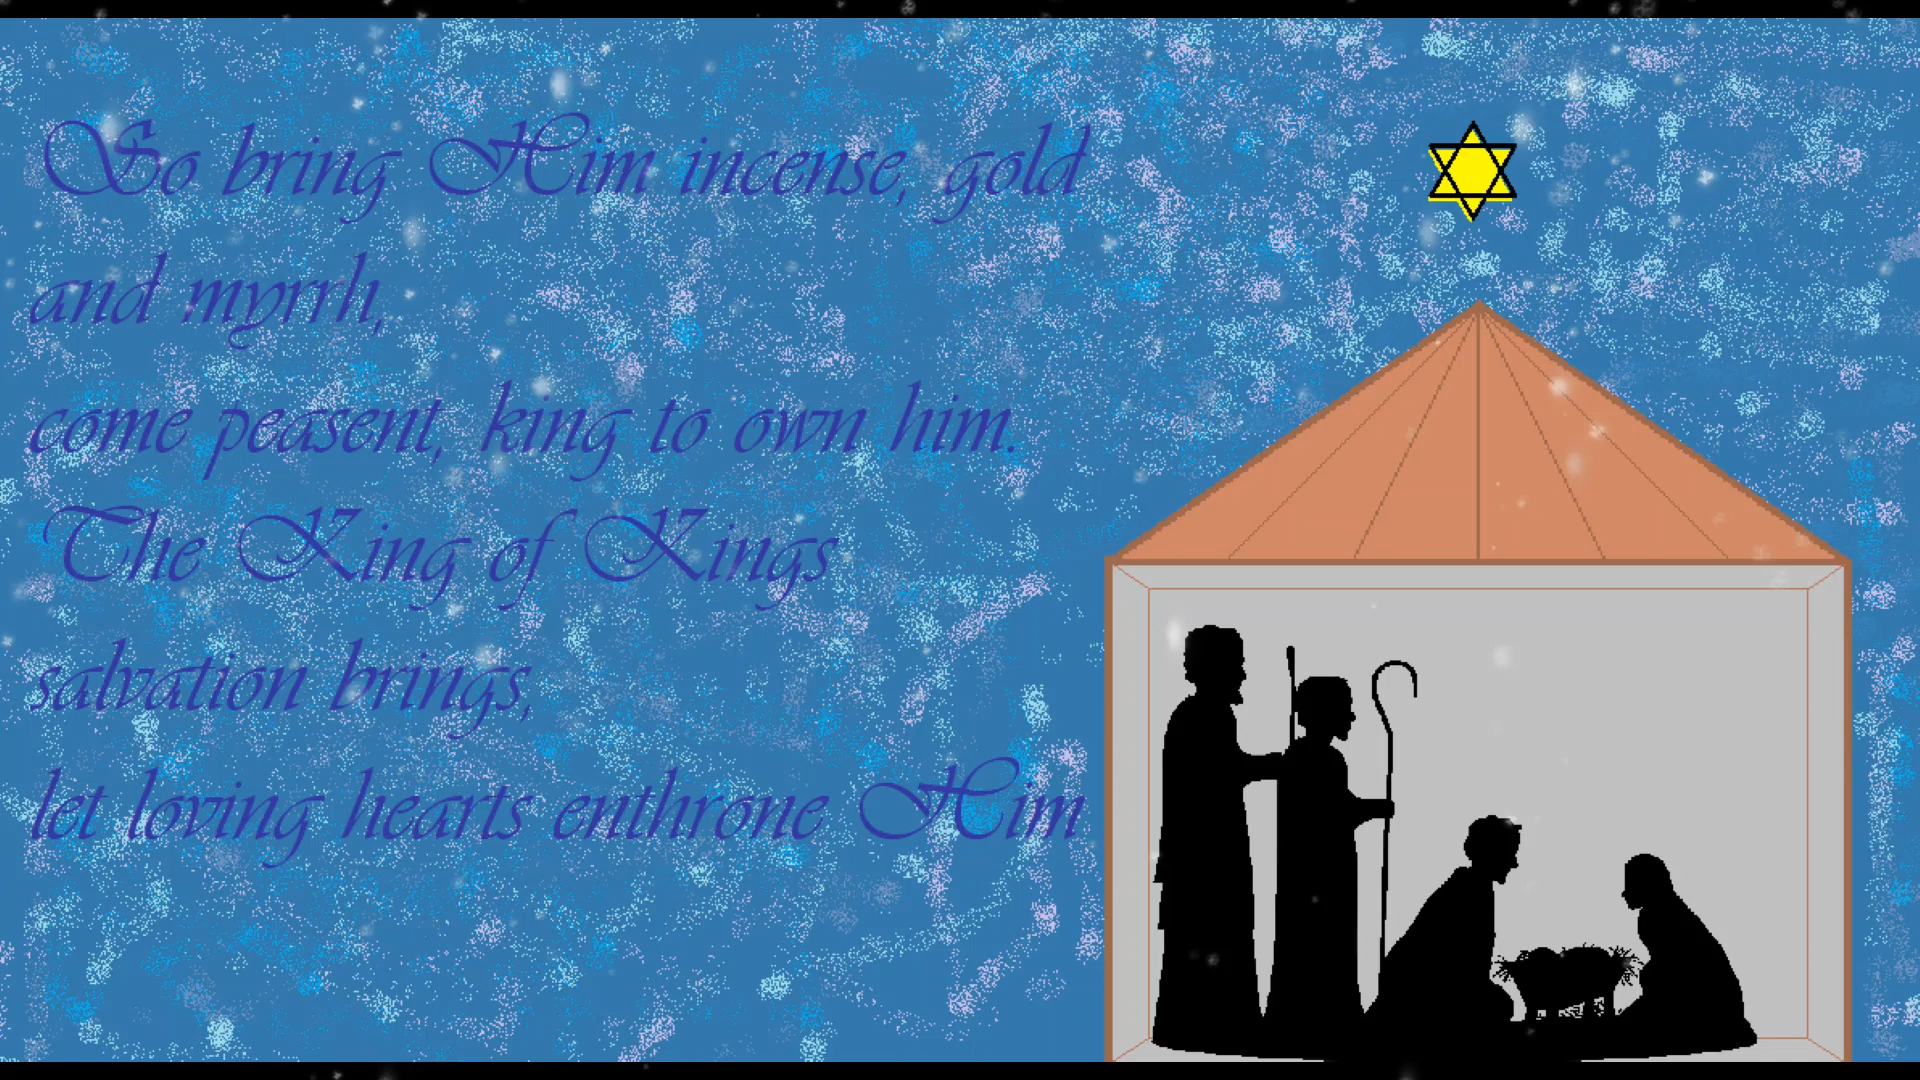 So bring Him incense, gold
and myrrh,
come peasent, king to own him.
The King of Kings
salvation brings,
let loving hearts enthrone Him